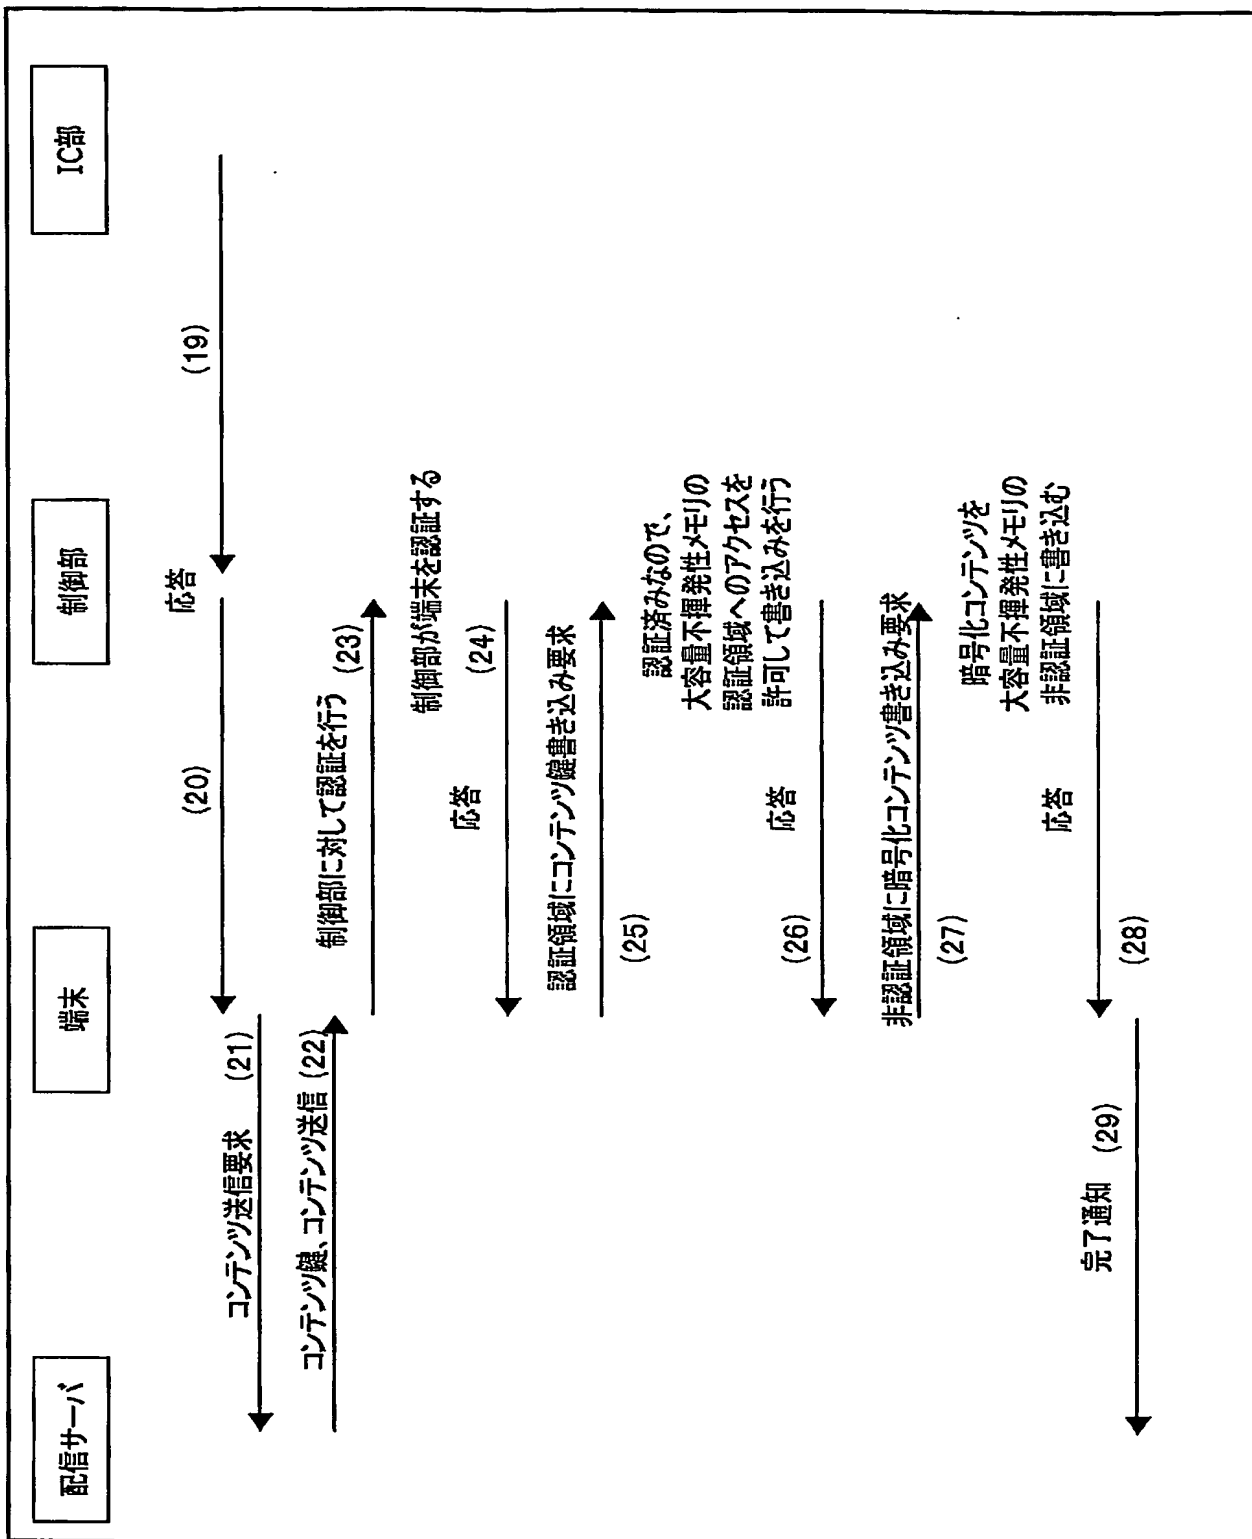 配信サーバ
端末
制御部
IC部
(19)
応答
(20)
コンテンツ送信要求
(21)
コンテンツ鍵、コンテンツ送信 (22)
制御部に対して認証を行う
(23)
制御部が端末を認証する
応答
(24)
認証領域にコンテンツ鍵書き込み要求
(25)
認証済みなので、
大容量不揮発性メモリの
認証領域へのアクセスを
許可して書き込みを行う
応答
(26)
非認証領域に暗号化コンテンツ書き込み要求
(27)
暗号化コンテンツを
大容量不揮発性メモリの
非認証領域に書き込む
応答
(28)
完了通知
(29)